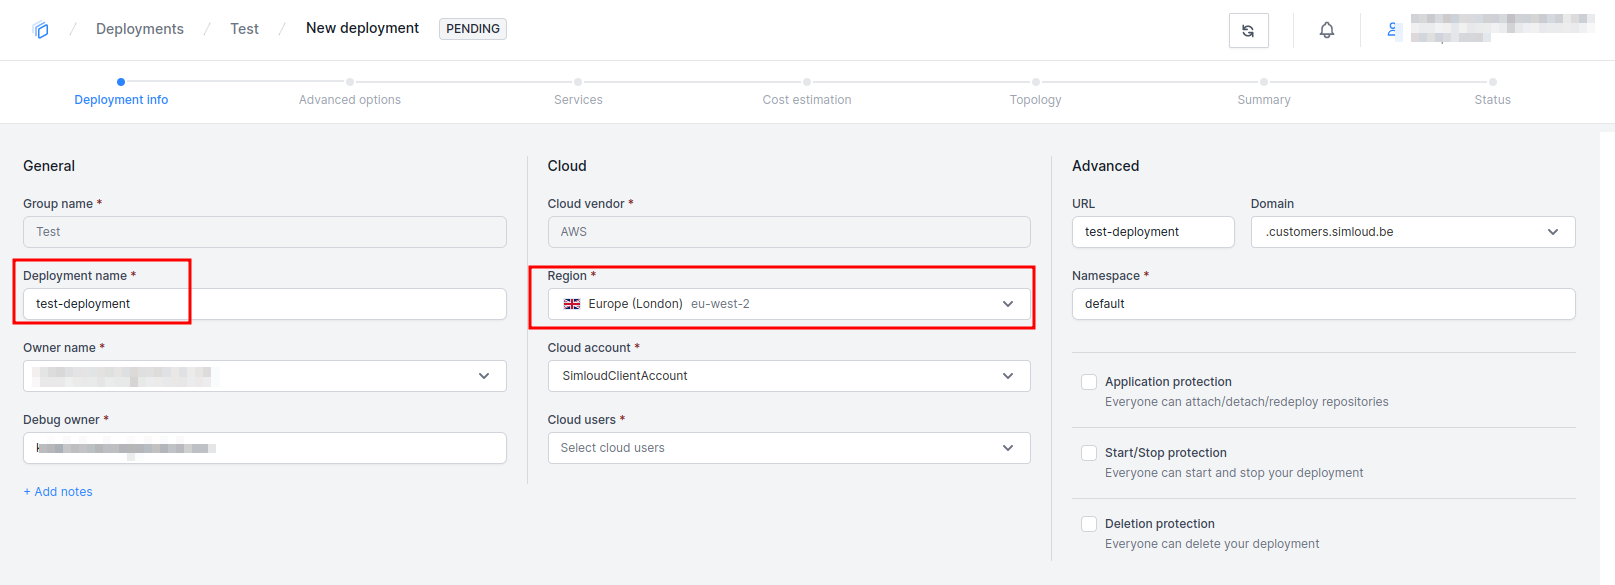 / Deployments / Test / New deployment PENDING
Deployment info Advanced options Services Cost estimation Topology Summary Status
General
Group name *
Test
Deployment name *
test-deployment
Owner name *
Debug owner *
+ Add notes
Cloud
Cloud vendor *
AWS
Region *
Europe (London) eu-west-2
Cloud account *
SimloudClientAccount
Cloud users *
Select cloud users
Advanced
URL Domain
test-deployment .customers.simloud.be
Namespace *
default
Application protection
Everyone can attach/detach/redeploy repositories
Start/Stop protection
Everyone can start and stop your deployment
Deletion protection
Everyone can delete your deployment